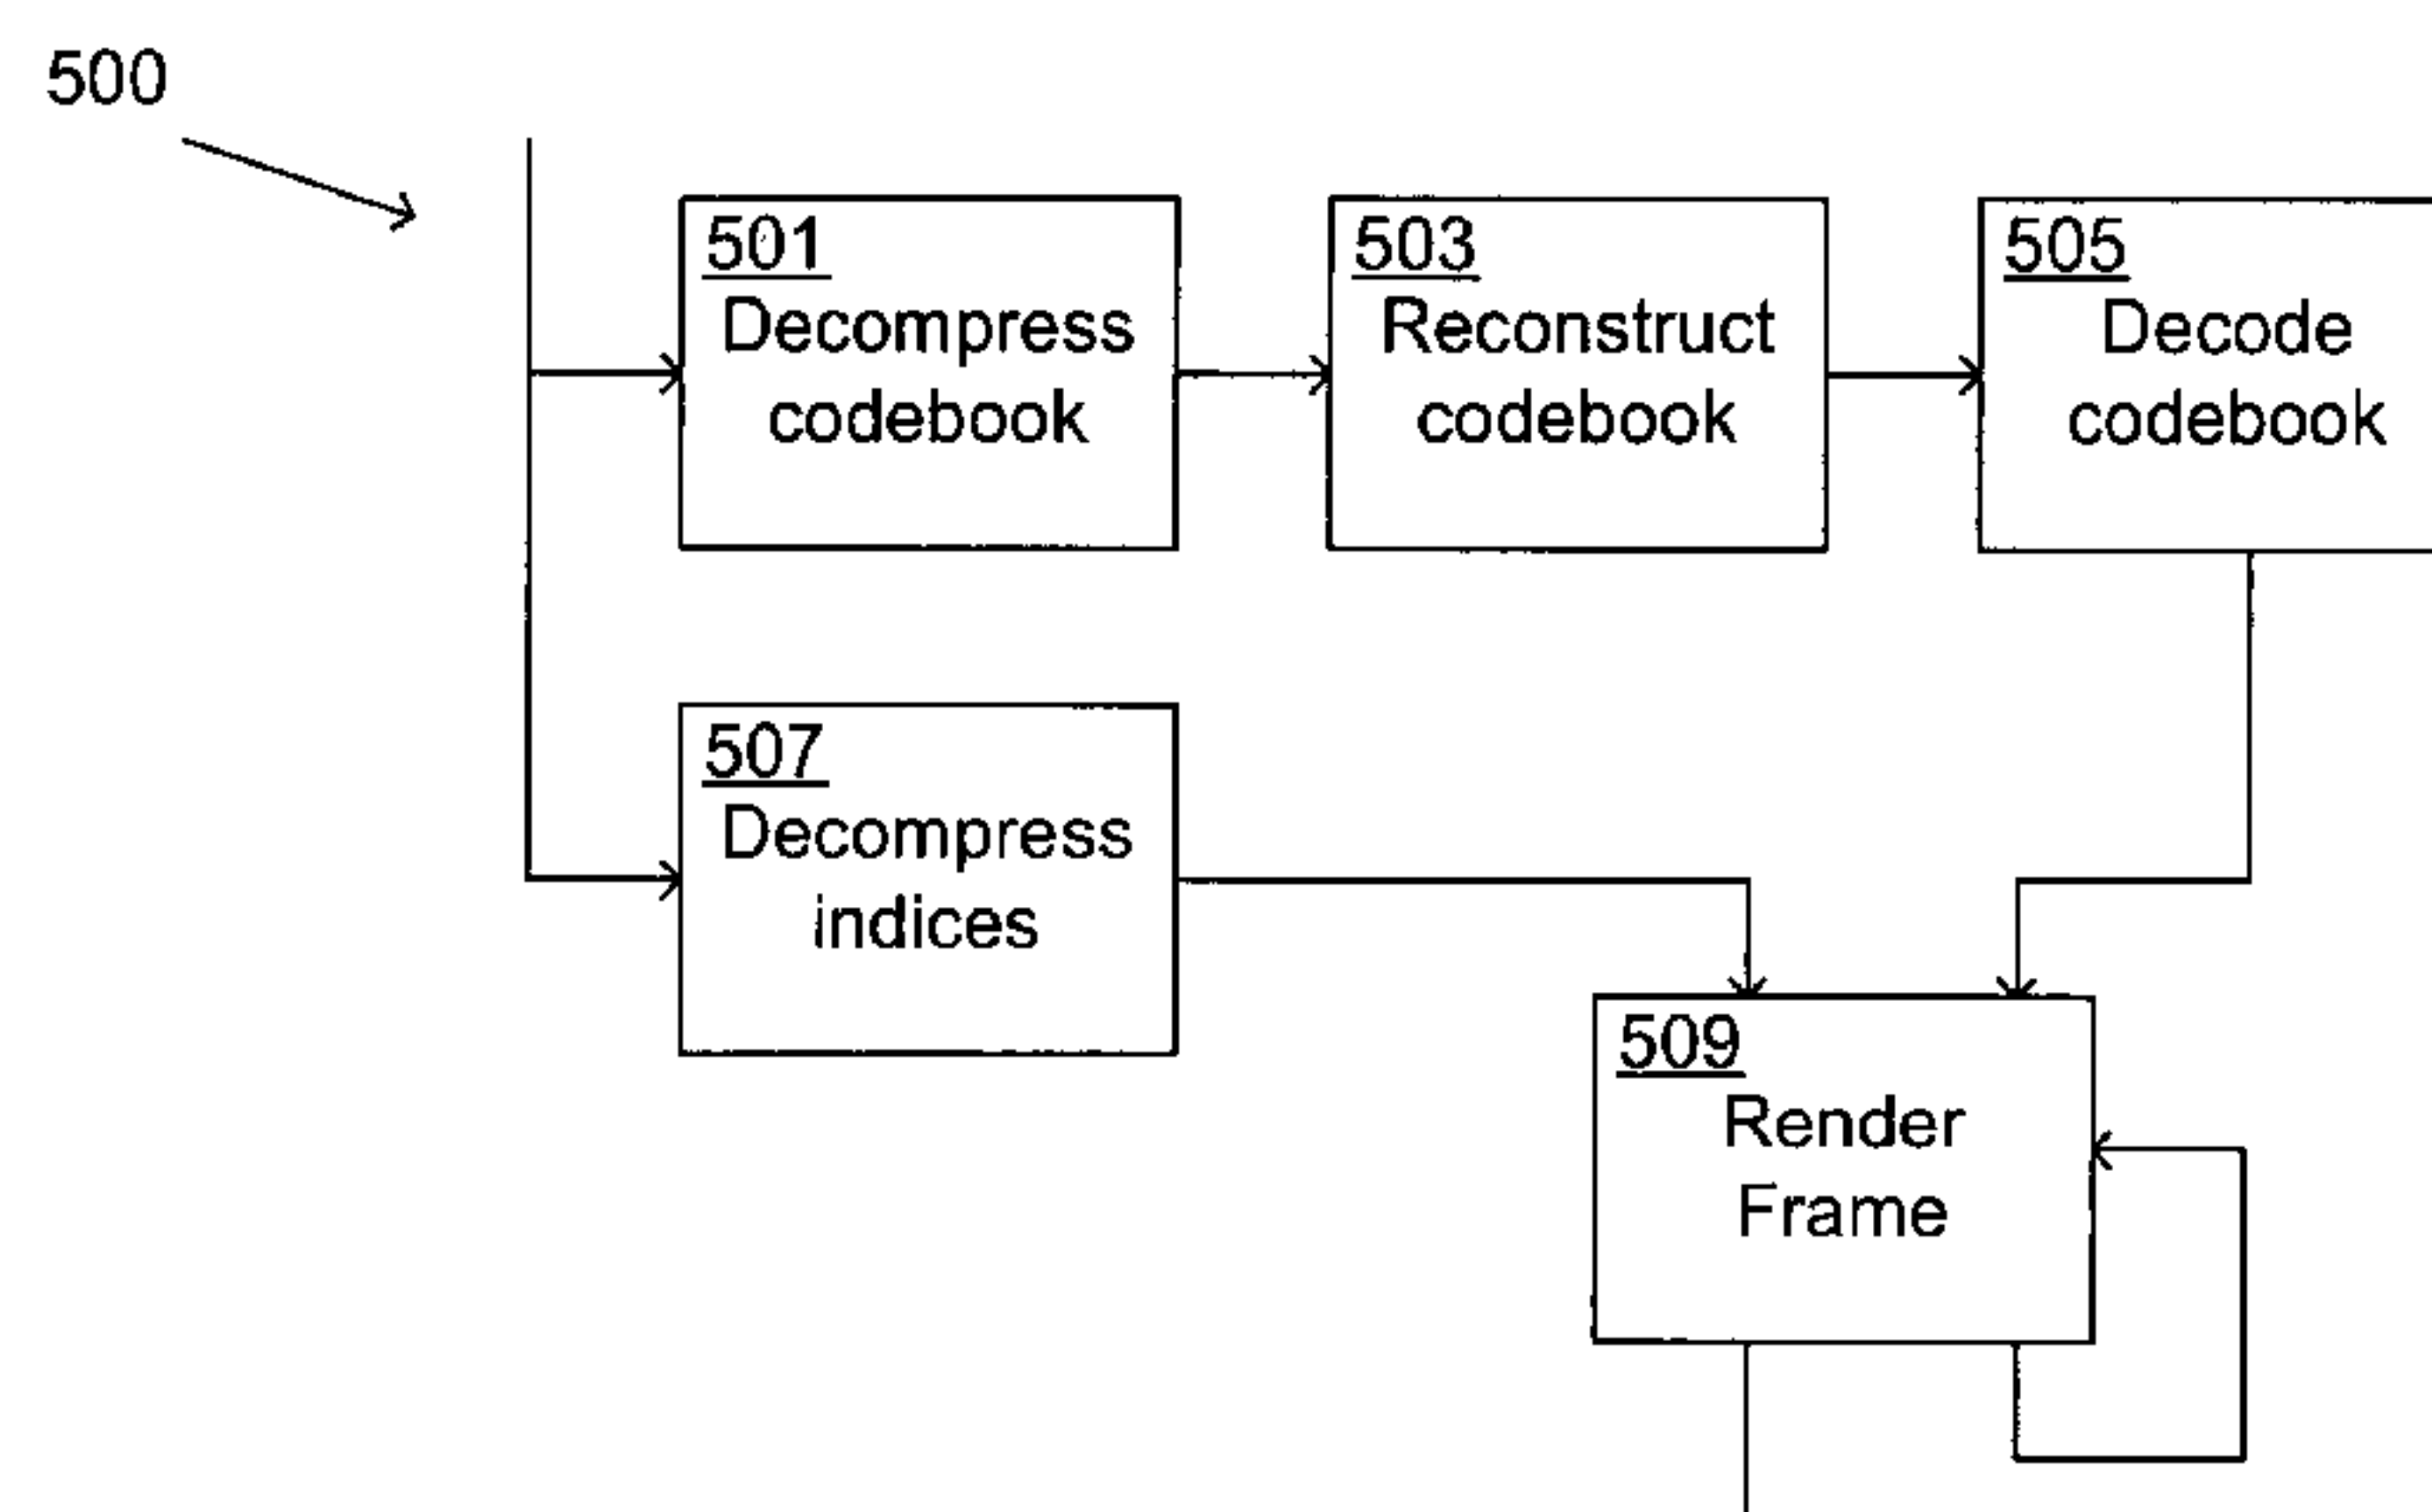 500
501
Decompress
codebook
503
Reconstruct
codebook
505
Decode
codebook
507
Decompress
indices
509
Render
Frame